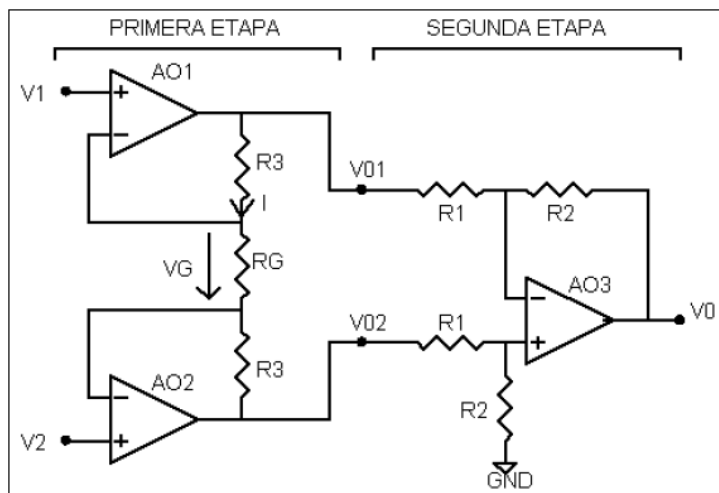 PRIMERA ETAPA
SEGUNDA ETAPA
V1
+
−
AO1
R3
I
V01
R1
R2
VG
RG
−
+
AO3
V0
V02
R1
R3
−
+
AO2
V2
R2
GND